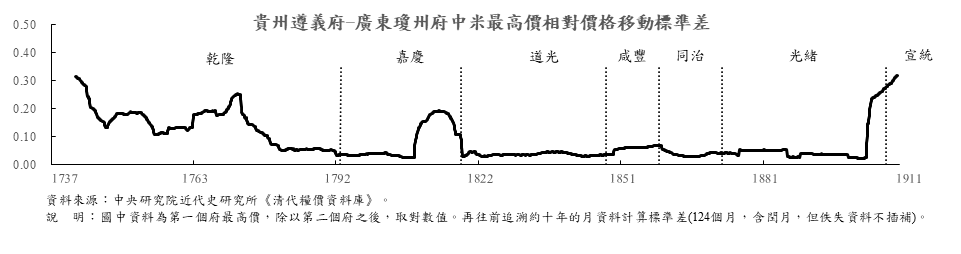 貴州遵義府-廣東瓊州府中米最高價相對價格移動標準差
0.50
0.40
0.30
0.20
0.10
0.00
乾隆 嘉慶 道光 咸豐 同治 光緒 宣統
1737 1763 1792 1822 1851 1881 1911
資料來源：中央研究院近代史研究所《清代糧價資料庫》。
說　明：圖中資料為第一個府最高價，除以第二個府之後，取對數值。再往前追溯約十年的月資料計算標準差(124個月，含閏月，但佚失資料不插補)。